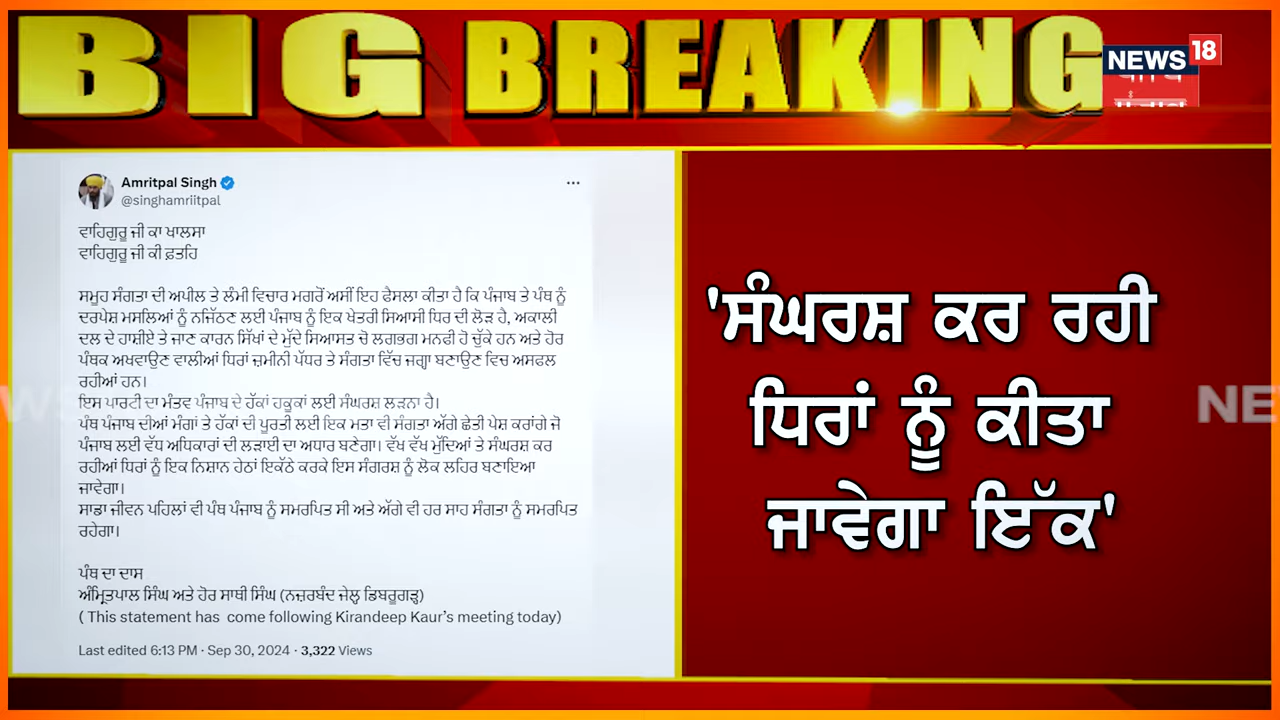 BIG BREAKING
NEWS 18
Amritpal Singh
@singhamriitpal
ਵਾਹਿਗੁਰੂ ਜੀ ਕਾ ਖਾਲਸਾ
ਵਾਹਿਗੁਰੂ ਜੀ ਕੀ ਫ਼ਤਹਿ
ਸਮੂਹ ਸੰਗਤਾ ਦੀ ਅਪੀਲ ਤੇ ਲੰਮੀ ਵਿਚਾਰ ਮਗਰੋਂ ਅਸੀਂ ਇਹ ਫੈਸਲਾ ਕੀਤਾ ਹੈ ਕਿ ਪੰਜਾਬ ਤੇ ਪੰਥ ਨੂੰ
ਦਰਪੇਸ਼ ਮਸਲਿਆਂ ਨੂੰ ਨਜਿੱਠਣ ਲਈ ਪੰਜਾਬ ਨੂੰ ਇਕ ਖੇਤਰੀ ਸਿਆਸੀ ਧਿਰ ਦੀ ਲੋੜ ਹੈ, ਅਕਾਲੀ
ਦਲ ਦੇ ਹਾਸ਼ੀਏ ਤੇ ਜਾਣ ਕਾਰਨ ਸਿੱਖਾਂ ਦੇ ਮੁੱਦੇ ਸਿਆਸਤ ਚੋ ਲਗਭਗ ਮਨਫੀ ਹੋ ਚੁੱਕੇ ਹਨ ਅਤੇ ਹੋਰ
ਪੰਥਕ ਅਖਵਾਉਣ ਵਾਲੀਆਂ ਧਿਰਾਂ ਜ਼ਮੀਨੀ ਪੱਧਰ ਤੇ ਸੰਗਤਾ ਵਿੱਚ ਜਗ੍ਹਾ ਬਣਾਉਣ ਵਿਚ ਅਸਫਲ
ਰਹੀਆਂ ਹਨ।
ਇਸ ਪਾਰਟੀ ਦਾ ਮੰਤਵ ਪੰਜਾਬ ਦੇ ਹੱਕਾਂ ਹਕੂਕਾਂ ਲਈ ਸੰਘਰਸ਼ ਲੜਨਾ ਹੈ।
ਪੰਥ ਪੰਜਾਬ ਦੀਆਂ ਮੰਗਾਂ ਤੇ ਹੱਕਾਂ ਦੀ ਪੂਰਤੀ ਲਈ ਇਕ ਮਤਾ ਵੀ ਸੰਗਤਾ ਅੱਗੇ ਛੇਤੀ ਪੇਸ਼ ਕਰਾਂਗੇ ਜੋ
ਪੰਜਾਬ ਲਈ ਵੱਧ ਅਧਿਕਾਰਾਂ ਦੀ ਲੜਾਈ ਦਾ ਅਧਾਰ ਬਣੇਗਾ। ਵੱਖ ਵੱਖ ਮੁੱਦਿਆਂ ਤੇ ਸੰਘਰਸ਼ ਕਰ
ਰਹੀਆਂ ਧਿਰਾਂ ਨੂੰ ਇਕ ਨਿਸ਼ਾਨ ਹੇਠਾਂ ਇਕੱਠੇ ਕਰਕੇ ਇਸ ਸੰਗਰਸ਼ ਨੂੰ ਲੋਕ ਲਹਿਰ ਬਣਾਇਆ
ਜਾਵੇਗਾ।
ਸਾਡਾ ਜੀਵਨ ਪਹਿਲਾਂ ਵੀ ਪੰਥ ਪੰਜਾਬ ਨੂੰ ਸਮਰਪਿਤ ਸੀ ਅਤੇ ਅੱਗੇ ਵੀ ਹਰ ਸਾਹ ਸੰਗਤਾ ਨੂੰ ਸਮਰਪਿਤ
ਰਹੇਗਾ।
ਪੰਥ ਦਾ ਦਾਸ
ਅੰਮ੍ਰਿਤਪਾਲ ਸਿੰਘ ਅਤੇ ਹੋਰ ਸਾਥੀ ਸਿੰਘ (ਨਜ਼ਰਬੰਦ ਜੇਲ੍ਹ ਡਿਬਰੂਗੜ੍ਹ)
( This statement has come following Kirandeep Kaur's meeting today)
Last edited 6:13 PM · Sep 30, 2024 · 3,322 Views
'ਸੰਘਰਸ਼ ਕਰ ਰਹੀ
ਧਿਰਾਂ ਨੂੰ ਕੀਤਾ
ਜਾਵੇਗਾ ਇੱਕ'